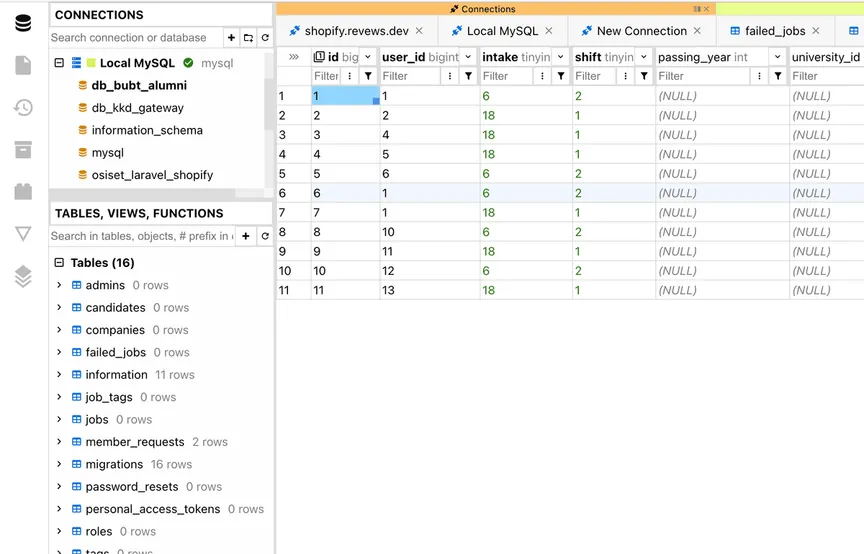 CONNECTIONS
Search connection or database
Local MySQL mysql
db_bubt_alumni
db_kkd_gateway
information_schema
mysql
osiset_laravel_shopify
TABLES, VIEWS, FUNCTIONS
Search in tables, objects, # prefix in
Tables (16)
admins 0 rows
candidates 0 rows
companies 0 rows
failed_jobs 0 rows
information 11 rows
job_tags 0 rows
jobs 0 rows
member_requests 2 rows
migrations 16 rows
password_resets 0 rows
personal_access_tokens 0 rows
roles 0 rows
tags 0 rows
Connections
shopify.revews.dev Local MySQL New Connection failed_jobs
id big user_id bigint intake tinyin shift tinyin passing_year int university_id
Filter Filter Filter Filter Filter Filter
1 1 1 6 2 (NULL) (NULL)
2 2 2 18 1 (NULL) (NULL)
3 3 4 18 1 (NULL) (NULL)
4 4 5 18 1 (NULL) (NULL)
5 5 6 6 2 (NULL) (NULL)
6 6 1 6 2 (NULL) (NULL)
7 7 1 18 1 (NULL) (NULL)
8 8 10 6 2 (NULL) (NULL)
9 9 11 18 1 (NULL) (NULL)
10 10 12 6 2 (NULL) (NULL)
11 11 13 18 1 (NULL) (NULL)